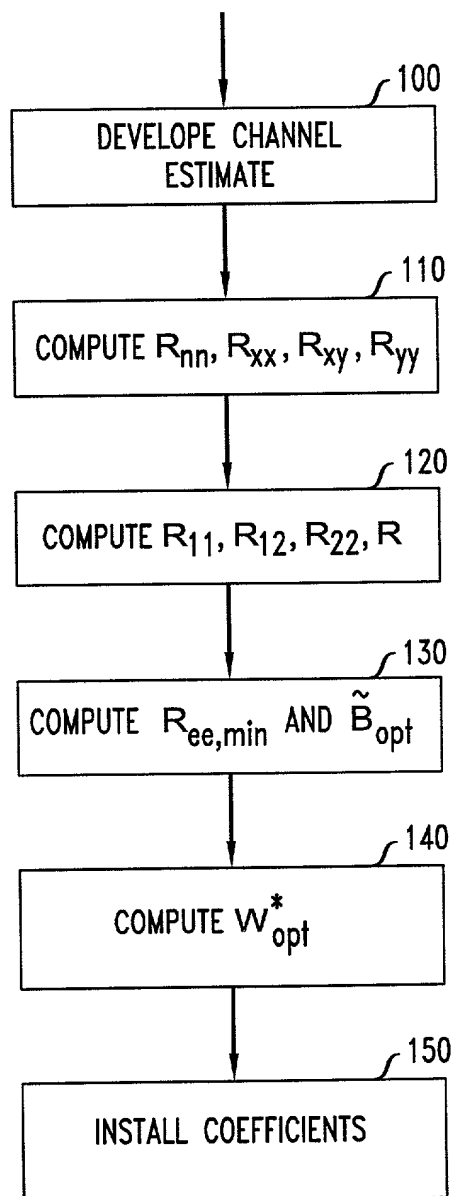 100
DEVELOPE CHANNEL
ESTIMATE
110
COMPUTE Rnn, Rxx, Rxy, Ryy
120
COMPUTE R11, R12, R22, R
130
COMPUTE Ree,min AND B̃opt
140
COMPUTE W*opt
150
INSTALL COEFFICIENTS